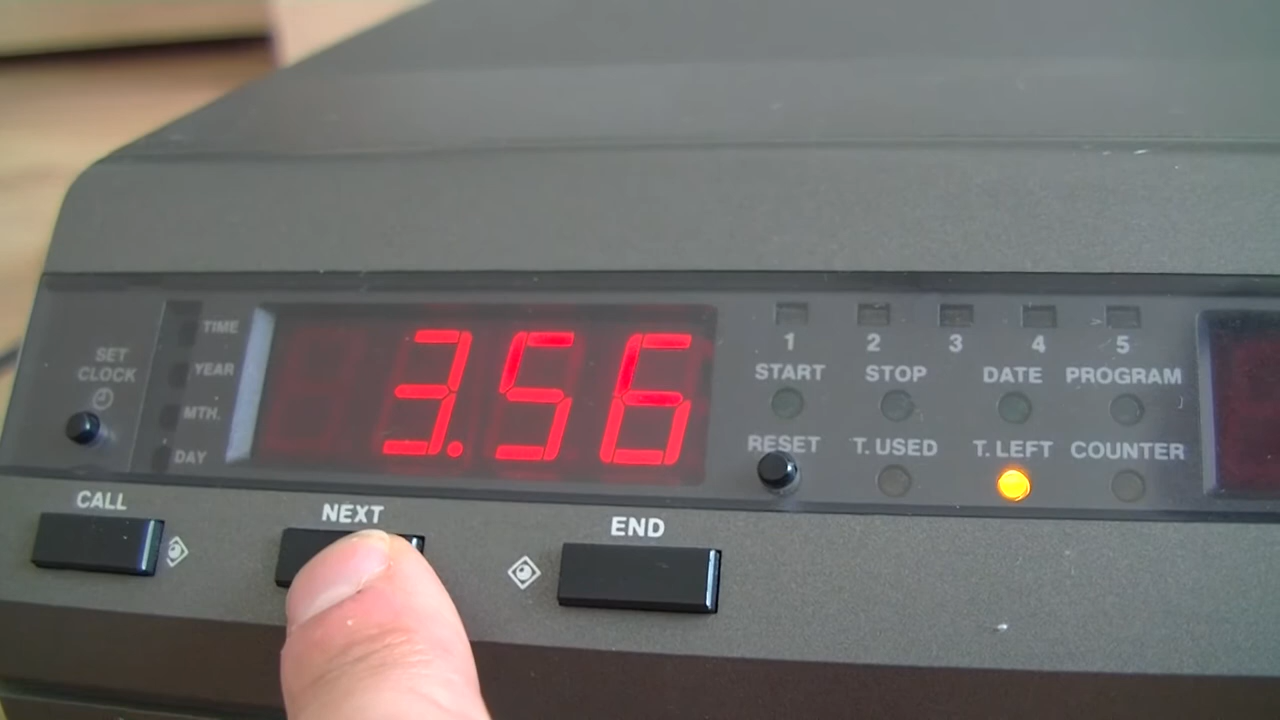 TIME
YEAR
MTH.
DAY
SET
CLOCK
3.56
1 2 3 4 5
START STOP DATE PROGRAM
RESET T. USED T. LEFT COUNTER
CALL NEXT END